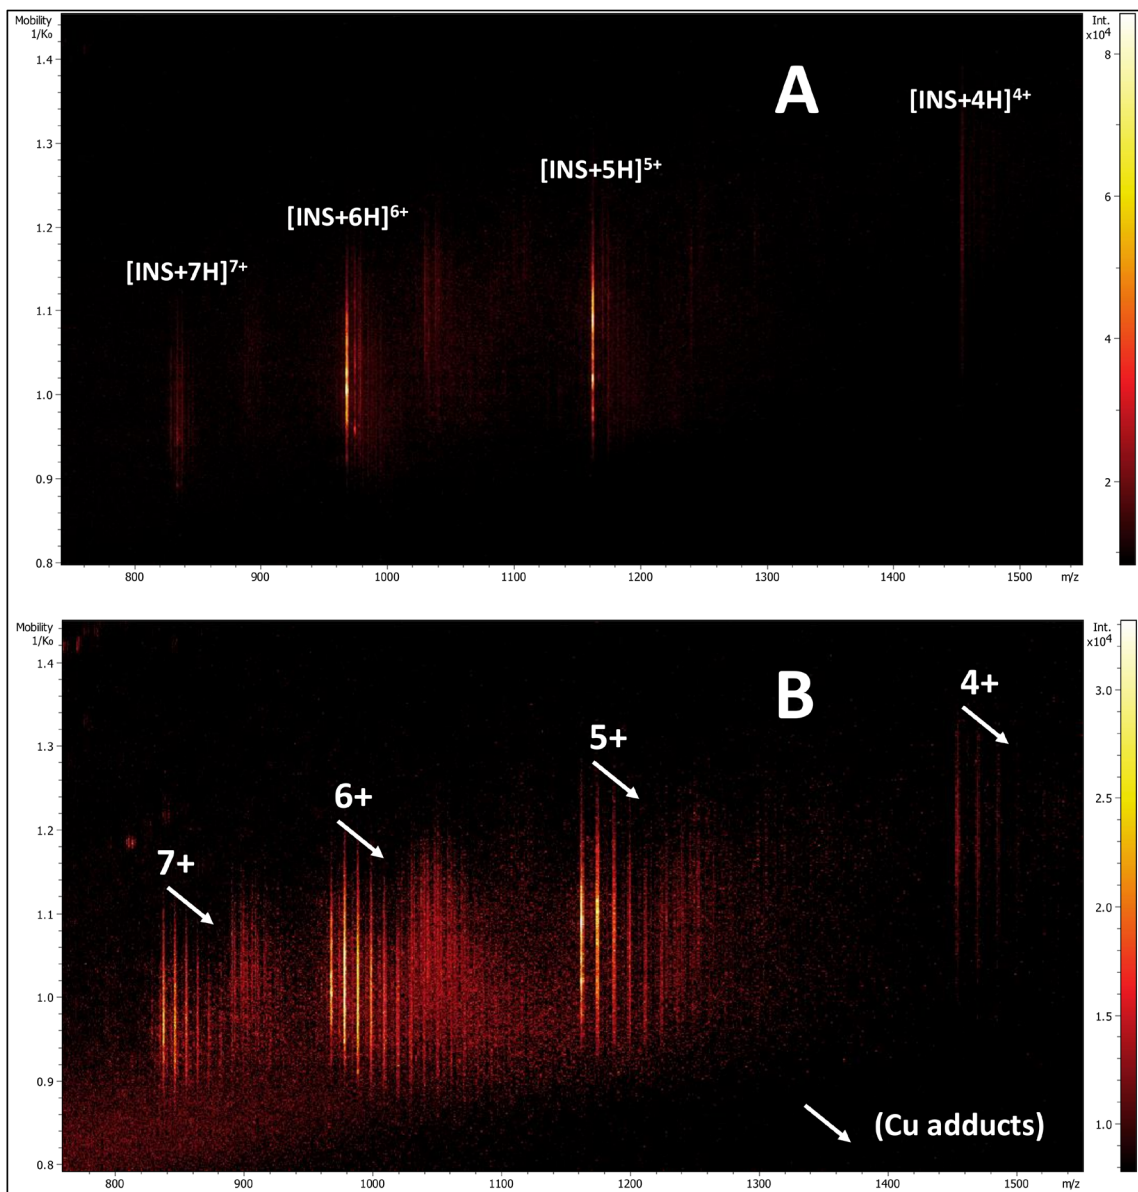 Mobility
1/K₀
Int.
x10⁴
A
[INS+4H]⁴⁺
[INS+5H]⁵⁺
[INS+6H]⁶⁺
[INS+7H]⁷⁺
1.4
1.3
1.2
1.1
1.0
0.9
0.8
8
6
4
2
800 900 1000 1100 1200 1300 1400 1500 m/z
Mobility
1/K₀
Int.
x10⁴
B
4+
5+
6+
7+
(Cu adducts)
1.4
1.3
1.2
1.1
1.0
0.9
0.8
3.0
2.5
2.0
1.5
1.0
800 900 1000 1100 1200 1300 1400 1500 m/z